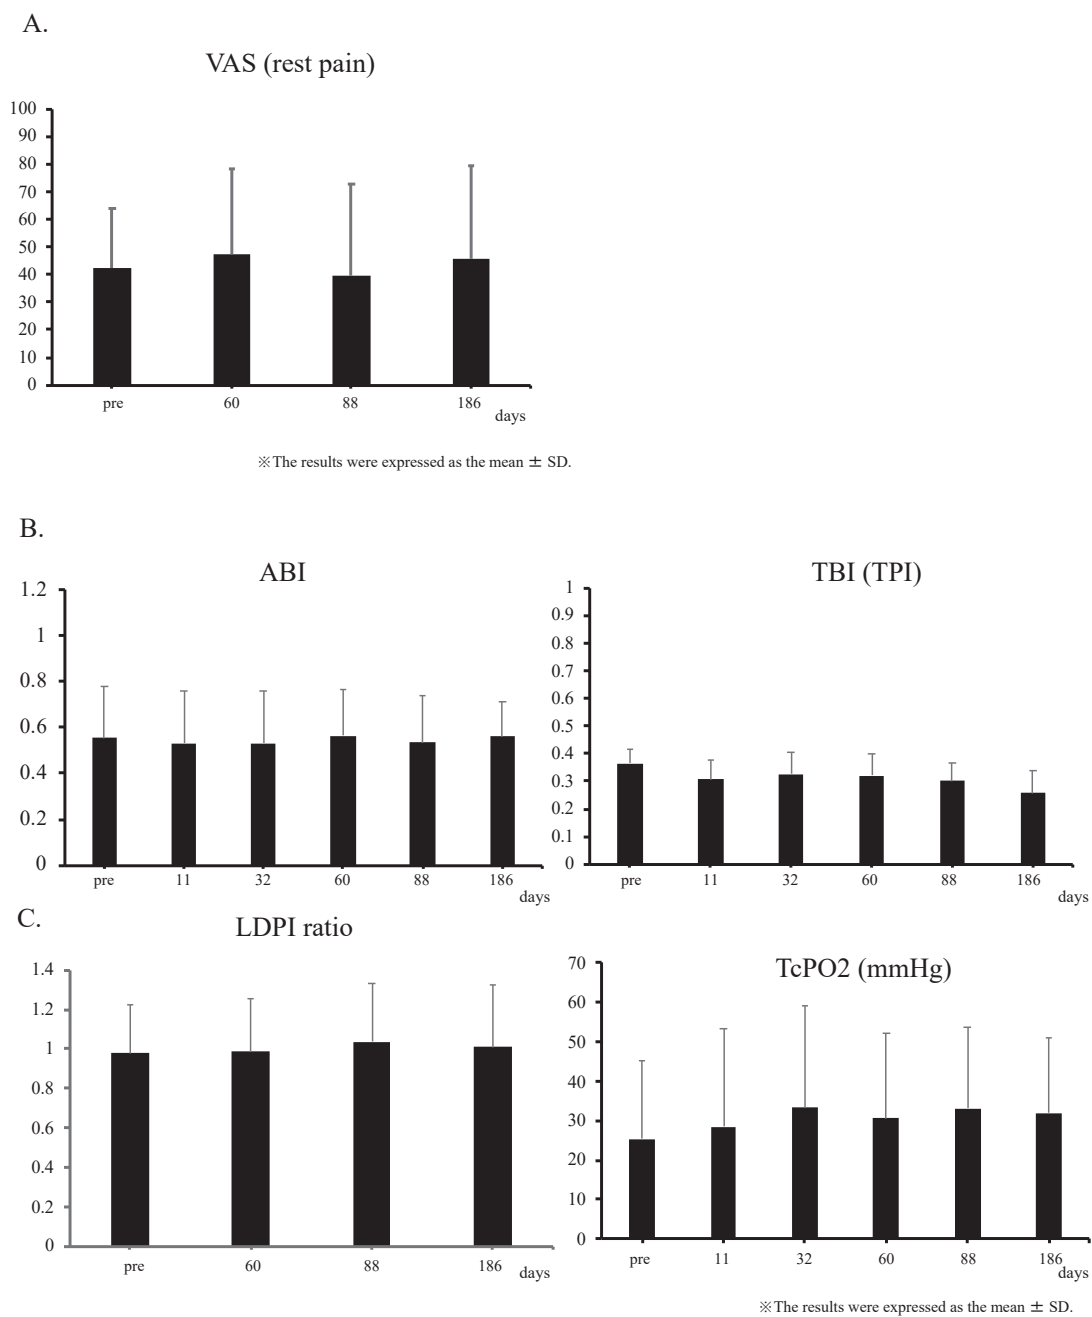 A.
VAS (rest pain)
100
90
80
70
60
50
40
30
20
10
0
pre 60 88 186
days
※The results were expressed as the mean ± SD.
B.
ABI
1.2
1
0.8
0.6
0.4
0.2
0
pre 11 32 60 88 186
days
TBI (TPI)
1
0.9
0.8
0.7
0.6
0.5
0.4
0.3
0.2
0.1
0
pre 11 32 60 88 186
days
C.
LDPI ratio
1.4
1.2
1
0.8
0.6
0.4
0.2
0
pre 60 88 186
days
TcPO2 (mmHg)
70
60
50
40
30
20
10
0
pre 11 32 60 88 186
days
※The results were expressed as the mean ± SD.